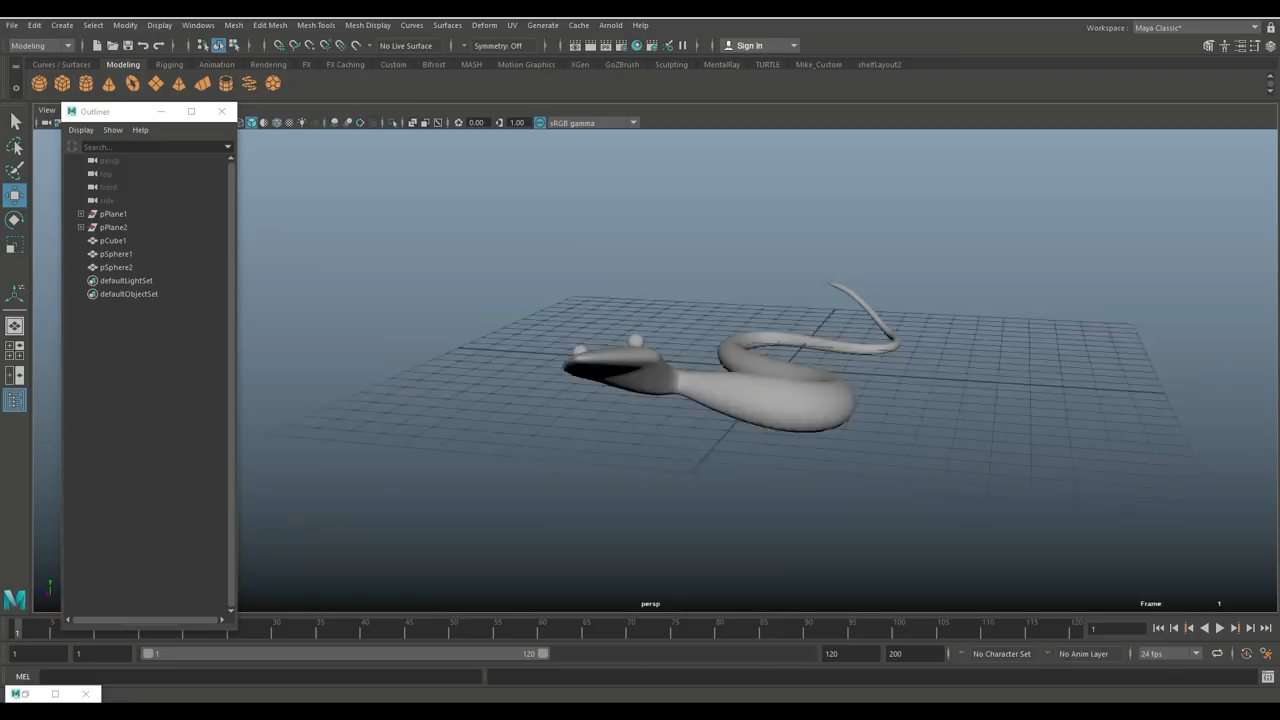 File Edit Create Select Modify Display Windows Mesh Edit Mesh Mesh Tools Mesh Display Curves Surfaces Deform UV Generate Cache Arnold Help
Workspace : Maya Classic*
Modeling No Live Surface Symmetry: Off Sign In
Curves / Surfaces Modeling Rigging Animation Rendering FX FX Caching Custom Bifrost MASH Motion Graphics XGen GoZBrush Sculpting MentalRay TURTLE Mike_Custom shelfLayout2
View
Outliner
0.00 1.00 sRGB gamma
Display Show Help
Search...
persp
top
front
side
pPlane1
pPlane2
pCube1
pSphere1
pSphere2
defaultLightSet
defaultObjectSet
persp
Frame: 1
5 30 35 40 45 50 55 60 65 70 75 80 85 90 95 100 105 110 115 120
1 1
1 1 1 120 120 200 No Character Set No Anim Layer 24 fps
MEL